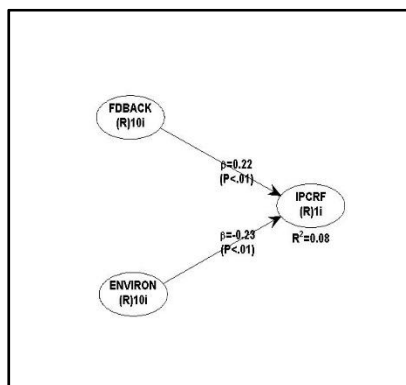 FDBACK
(R)10i
β=0.22
(P<.01)
IPCRF
(R)1i
R²=0.08
β=-0.23
(P<.01)
ENVIRON
(R)10i